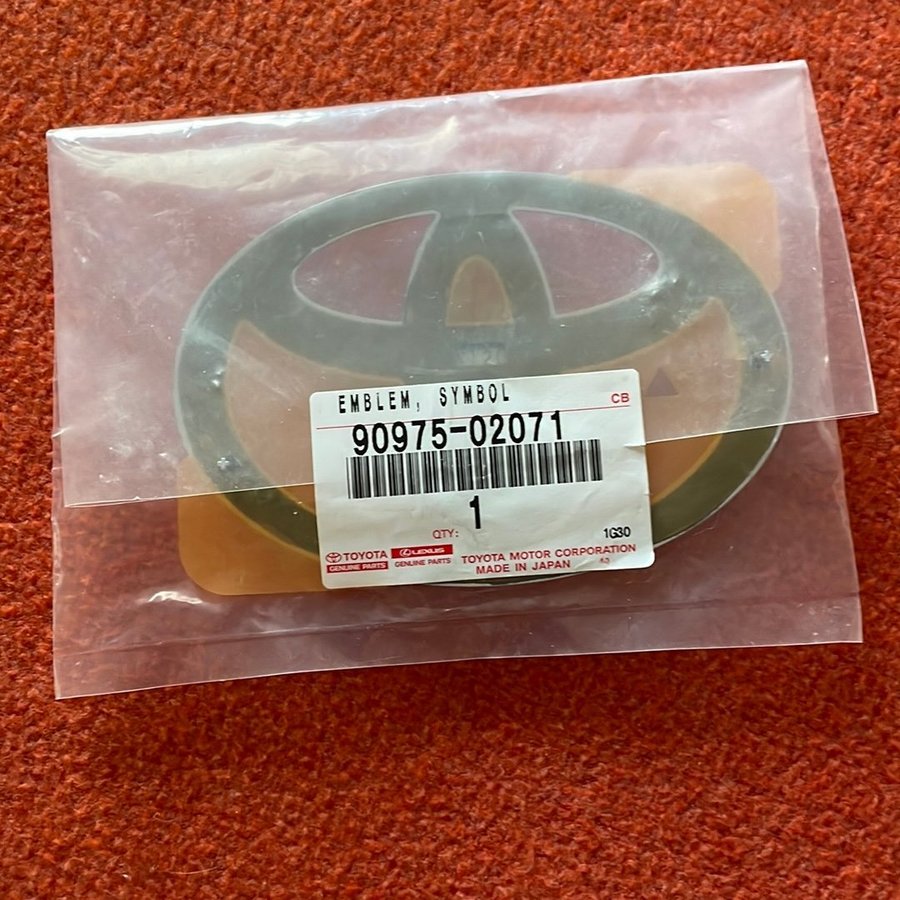 EMBLEM, SYMBOL
CB
90975-02071
1
QTY:
1G30
TOYOTA
GENUINE PARTS
LEXUS
GENUINE PARTS
TOYOTA MOTOR CORPORATION
MADE IN JAPAN